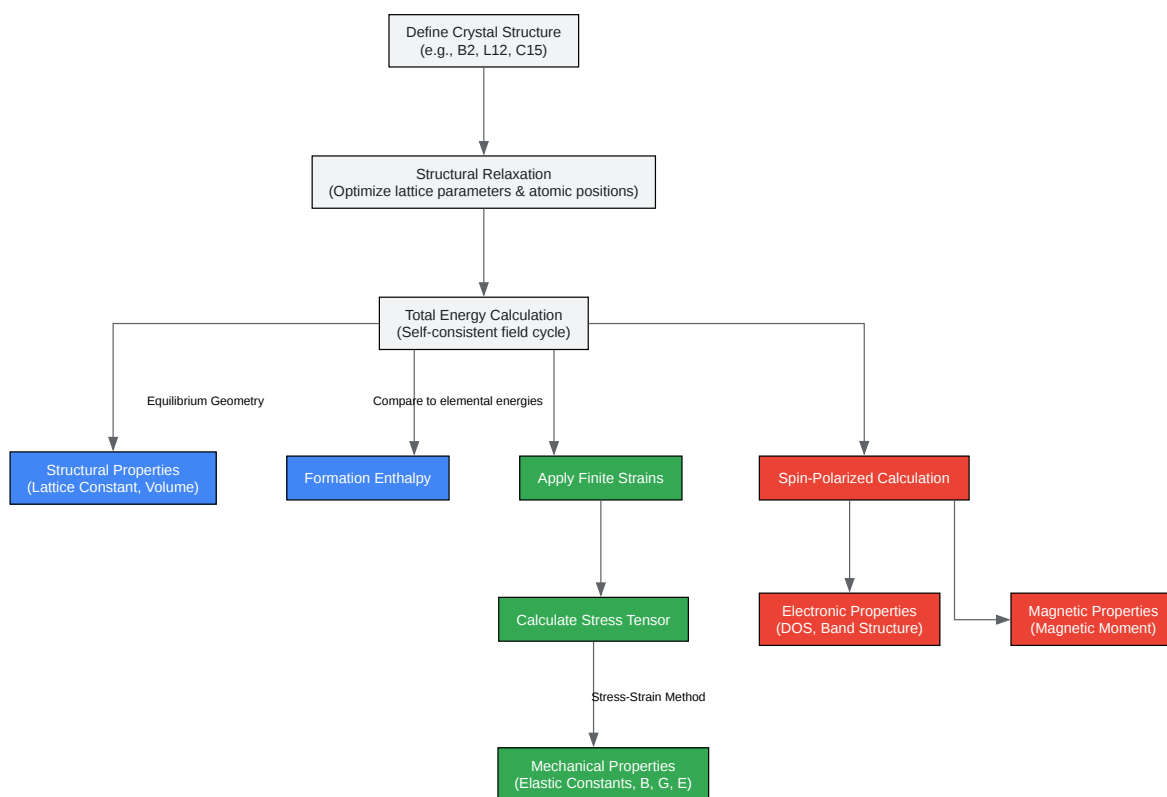 Define Crystal Structure
(e.g., B2, L12, C15)
Structural Relaxation
(Optimize lattice parameters & atomic positions)
Total Energy Calculation
(Self-consistent field cycle)
Equilibrium Geometry
Compare to elemental energies
Structural Properties
(Lattice Constant, Volume)
Formation Enthalpy
Apply Finite Strains
Spin-Polarized Calculation
Calculate Stress Tensor
Electronic Properties
(DOS, Band Structure)
Magnetic Properties
(Magnetic Moment)
Stress-Strain Method
Mechanical Properties
(Elastic Constants, B, G, E)